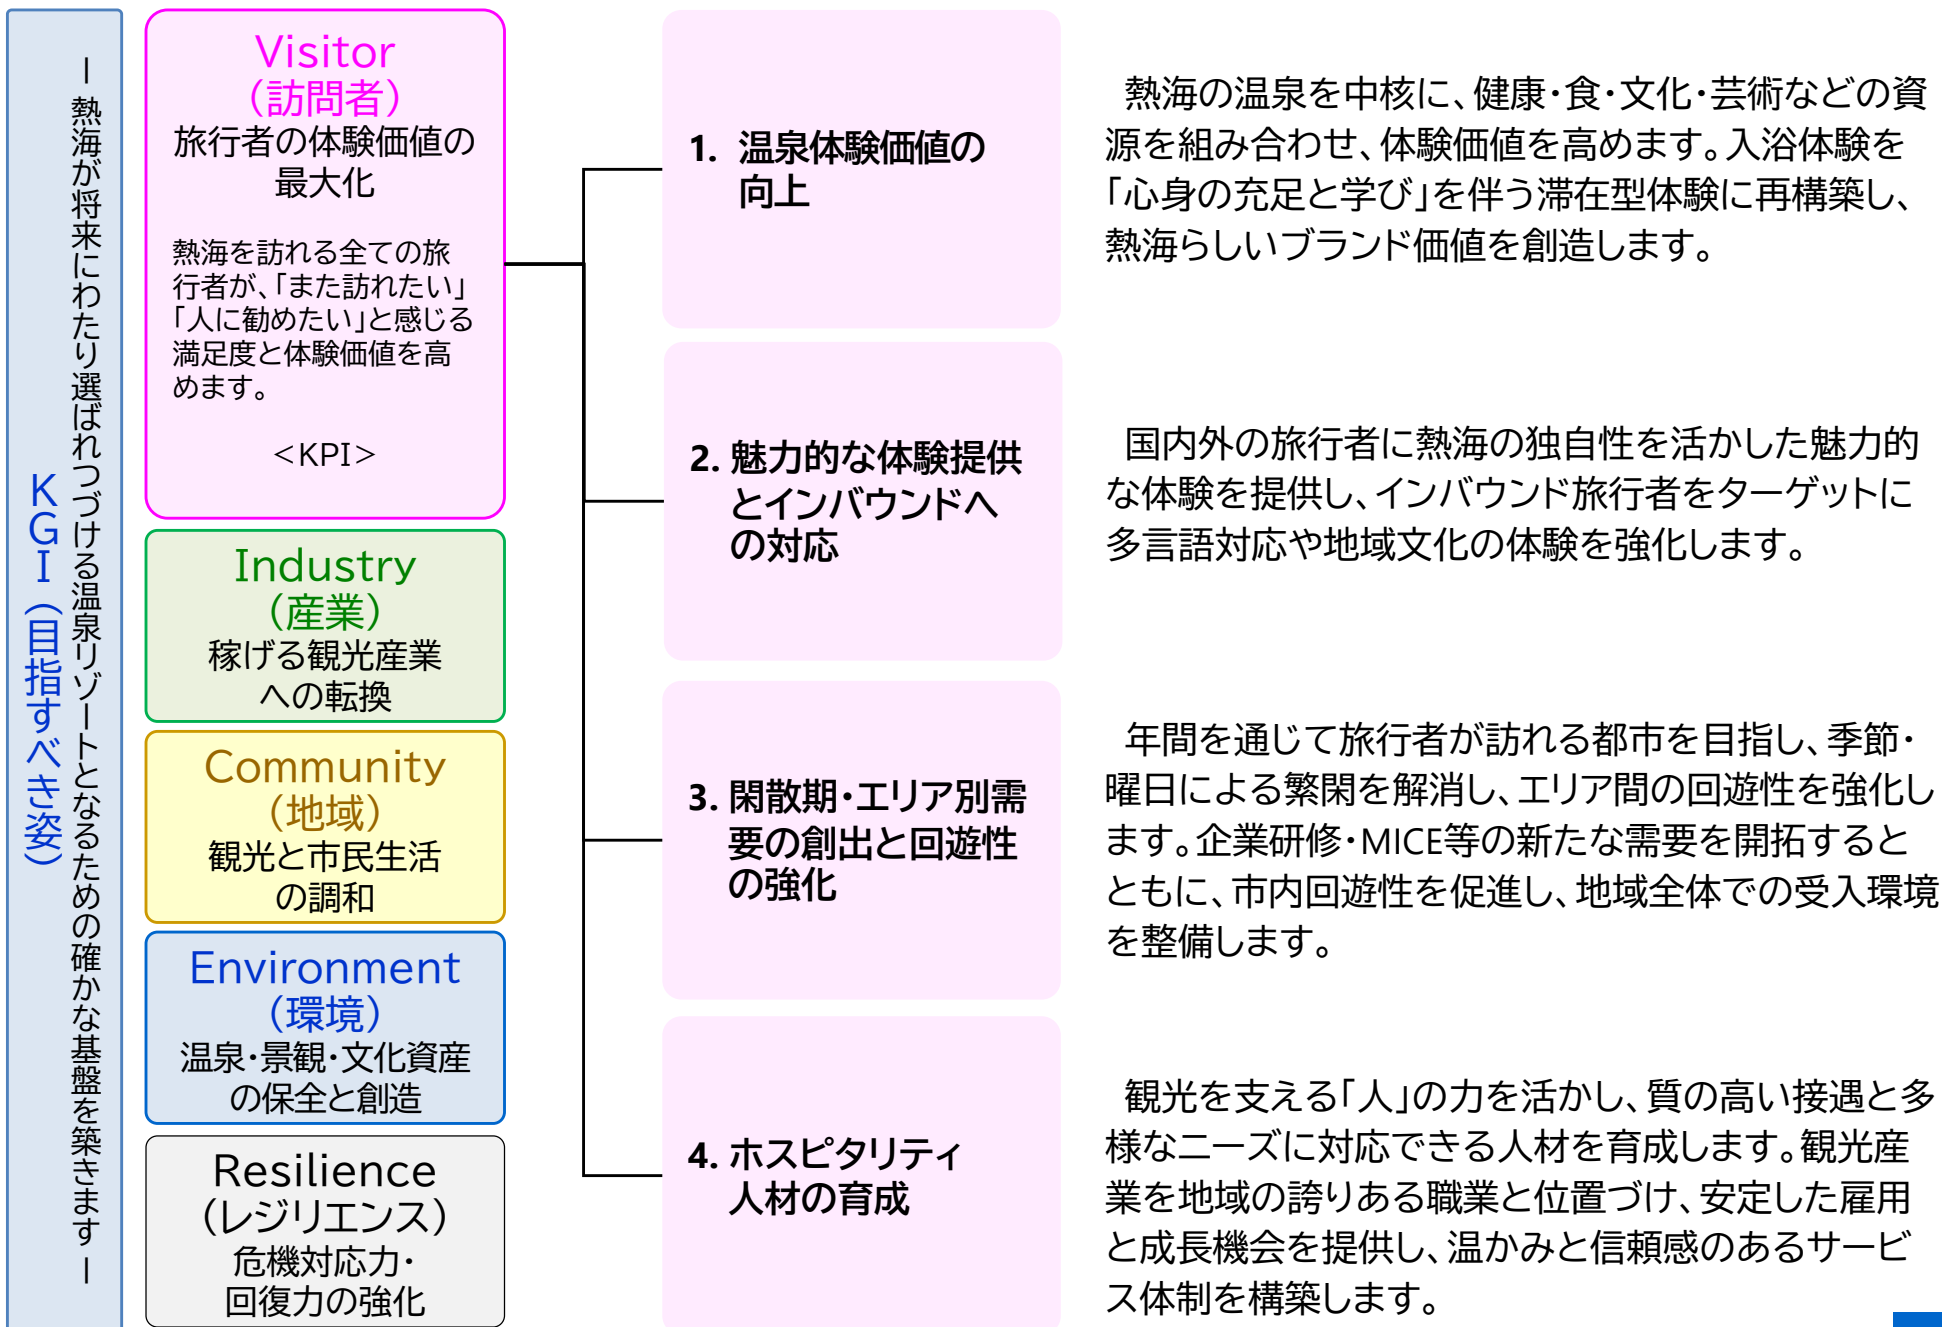 KGI（目指すべき姿）
ー 熱海が将来にわたり選ばれつづける温泉リゾートとなるための確かな基盤を築きます ー
Visitor
（訪問者）
旅行者の体験価値の
最大化
熱海を訪れる全ての旅
行者が、「また訪れたい」
「人に勧めたい」と感じる
満足度と体験価値を高
めます。
＜KPI＞
Industry
（産業）
稼げる観光産業
への転換
Community
（地域）
観光と市民生活
の調和
Environment
（環境）
温泉・景観・文化資産
の保全と創造
Resilience
（レジリエンス）
危機対応力・
回復力の強化
1. 温泉体験価値の
向上
熱海の温泉を中核に、健康・食・文化・芸術などの資
源を組み合わせ、体験価値を高めます。入浴体験を
「心身の充足と学び」を伴う滞在型体験に再構築し、
熱海らしいブランド価値を創造します。
2. 魅力的な体験提供
とインバウンドへ
の対応
国内外の旅行者に熱海の独自性を活かした魅力的
な体験を提供し、インバウンド旅行者をターゲットに
多言語対応や地域文化の体験を強化します。
3. 閑散期・エリア別需
要の創出と回遊性
の強化
年間を通じて旅行者が訪れる都市を目指し、季節・
曜日による繁閑を解消し、エリア間の回遊性を強化し
ます。企業研修・MICE等の新たな需要を開拓すると
ともに、市内回遊性を促進し、地域全体での受入環境
を整備します。
4. ホスピタリティ
人材の育成
観光を支える「人」の力を活かし、質の高い接遇と多
様なニーズに対応できる人材を育成します。観光産
業を地域の誇りある職業と位置づけ、安定した雇用
と成長機会を提供し、温かみと信頼感のあるサービ
ス体制を構築します。